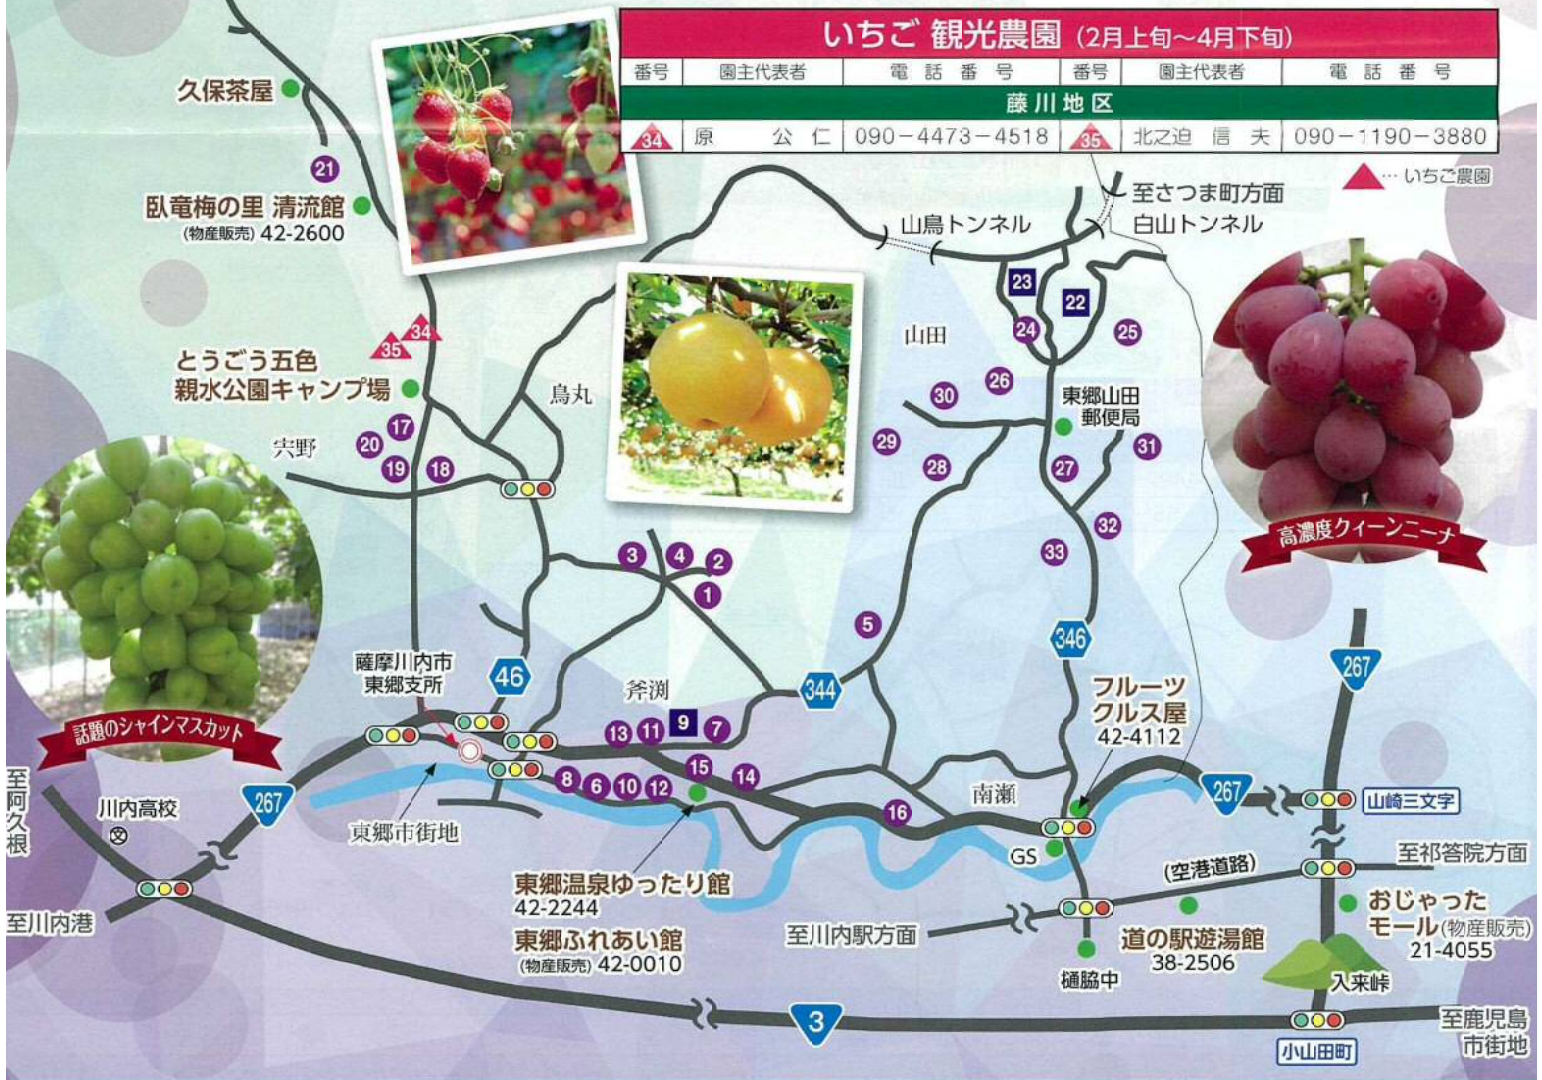 いちご 観光農園 (2月上旬～4月下旬)
番号 園主代表者 電話番号 番号 園主代表者 電話番号
藤川地区
34 原 公仁 090-4473-4518 35 北之迫 信夫 090-1190-3880
… いちご農園
久保茶屋
21
臥竜梅の里 清流館
(物産販売) 42-2600
至さつま町方面
山鳥トンネル
白山トンネル
23
22
24
25
山田
34
35
とうごう五色
親水公園キャンプ場
鳥丸
26
30
東郷山田
郵便局
17
20
宍野
19
18
29
28
27
31
32
33
高濃度クィーンニーナ
3
4
2
1
5
346
267
薩摩川内市
東郷支所
46
斧渕
344
フルーツ
クルス屋
42-4112
話題のシャインマスカット
13
11
9
7
15
14
8
6
10
12
16
南瀬
267
267
山崎三文字
至阿久根
川内高校
文
東郷市街地
GS
(空港道路)
至祁答院方面
至川内港
東郷温泉ゆったり館
42-2244
東郷ふれあい館
(物産販売) 42-0010
至川内駅方面
道の駅遊湯館
38-2506
おじゃった
モール(物産販売)
21-4055
樋脇中
入来峠
3
至鹿児島
市街地
小山田町